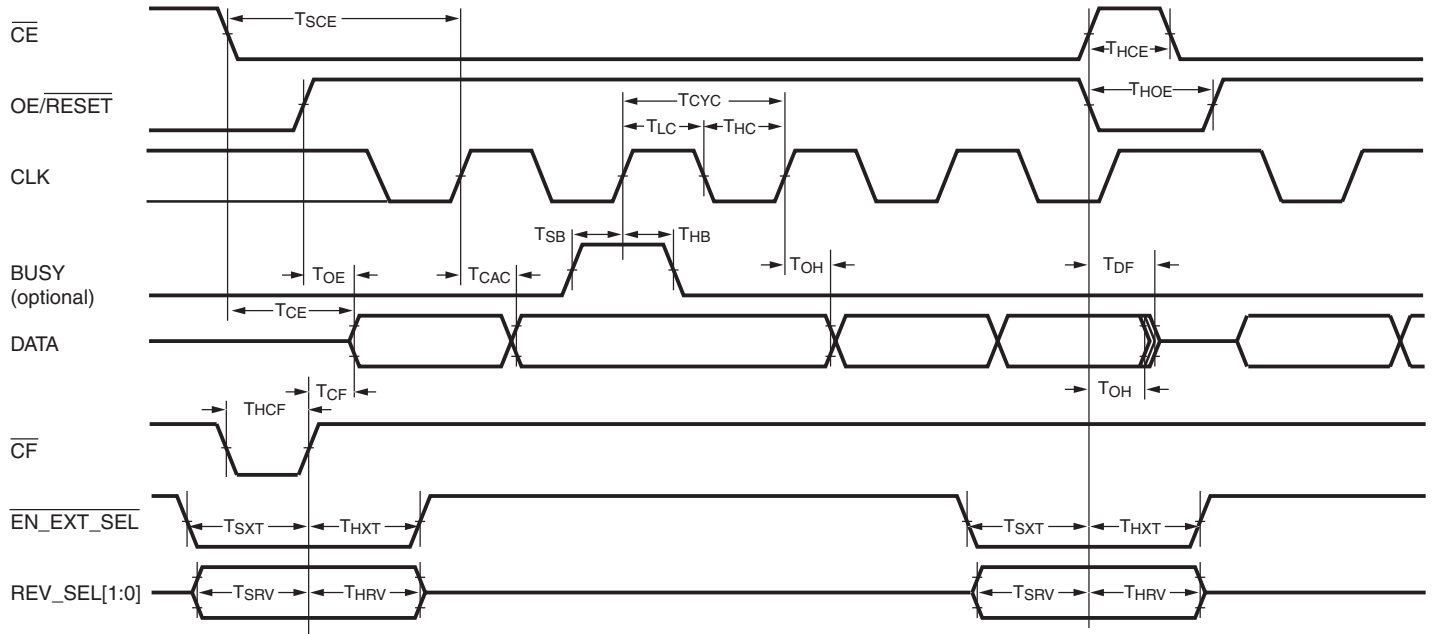 CE
TSCE
THCE
OE/RESET
THOE
TCYC
TLC
THC
CLK
TSB
THB
BUSY
(optional)
TOE
TCAC
TOH
TDF
TCE
DATA
TCF
TOH
THCF
CF
EN_EXT_SEL
TSXT
THXT
TSXT
THXT
REV_SEL[1:0]
TSRV
THRV
TSRV
THRV